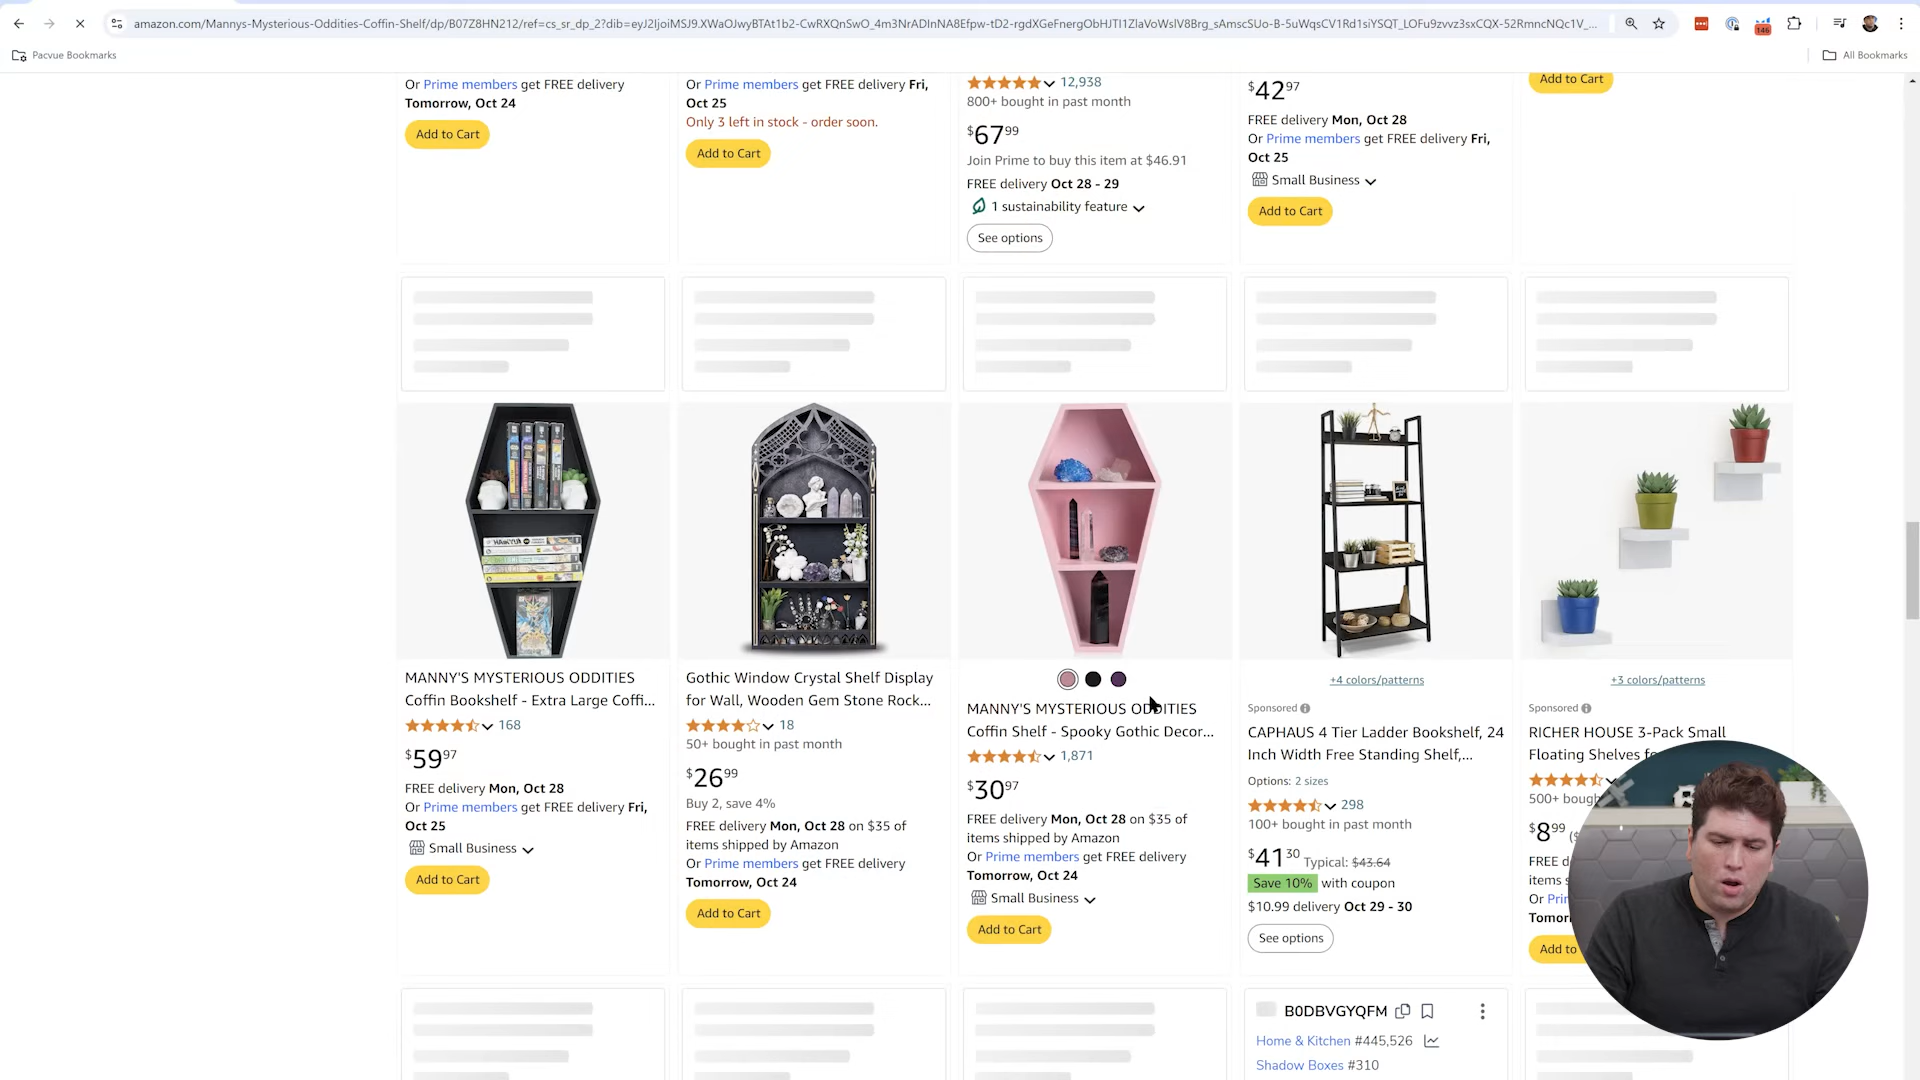 amazon.com/Mannys-Mysterious-Oddities-Coffin-Shelf/dp/B07Z8HN212/ref=cs_sr_dp_2?dib=
146
Pacvue Bookmarks
All Bookmarks
Or Prime members get FREE delivery
Tomorrow, Oct 24
Add to Cart
Or Prime members get FREE delivery Fri,
Oct 25
Only 3 left in stock - order soon.
Add to Cart
12,938
800+ bought in past month
$67.99
Join Prime to buy this item at $46.91
FREE delivery Oct 28 - 29
1 sustainability feature
See options
$42.97
FREE delivery Mon, Oct 28
Or Prime members get FREE delivery Fri,
Oct 25
Small Business
Add to Cart
Add to Cart
MANNY'S MYSTERIOUS ODDITIES
Coffin Bookshelf - Extra Large Coffi...
168
$59.97
FREE delivery Mon, Oct 28
Or Prime members get FREE delivery Fri,
Oct 25
Small Business
Add to Cart
Gothic Window Crystal Shelf Display
for Wall, Wooden Gem Stone Rock...
18
50+ bought in past month
$26.99
Buy 2, save 4%
FREE delivery Mon, Oct 28 on $35 of
items shipped by Amazon
Or Prime members get FREE delivery
Tomorrow, Oct 24
Add to Cart
MANNY'S MYSTERIOUS ODDITIES
Coffin Shelf - Spooky Gothic Decor...
1,871
$30.97
FREE delivery Mon, Oct 28 on $35 of
items shipped by Amazon
Or Prime members get FREE delivery
Tomorrow, Oct 24
Small Business
Add to Cart
+4 colors/patterns
Sponsored
CAPHAUS 4 Tier Ladder Bookshelf, 24
Inch Width Free Standing Shelf,...
Options: 2 sizes
298
100+ bought in past month
$41.30 Typical: $43.64
Save 10% with coupon
$10.99 delivery Oct 29 - 30
See options
+3 colors/patterns
Sponsored
RICHER HOUSE 3-Pack Small
Floating Shelves
500+
$8.99
FREE
items
Add to
B0DBVGYQFM
Home & Kitchen #445,526
Shadow Boxes #310